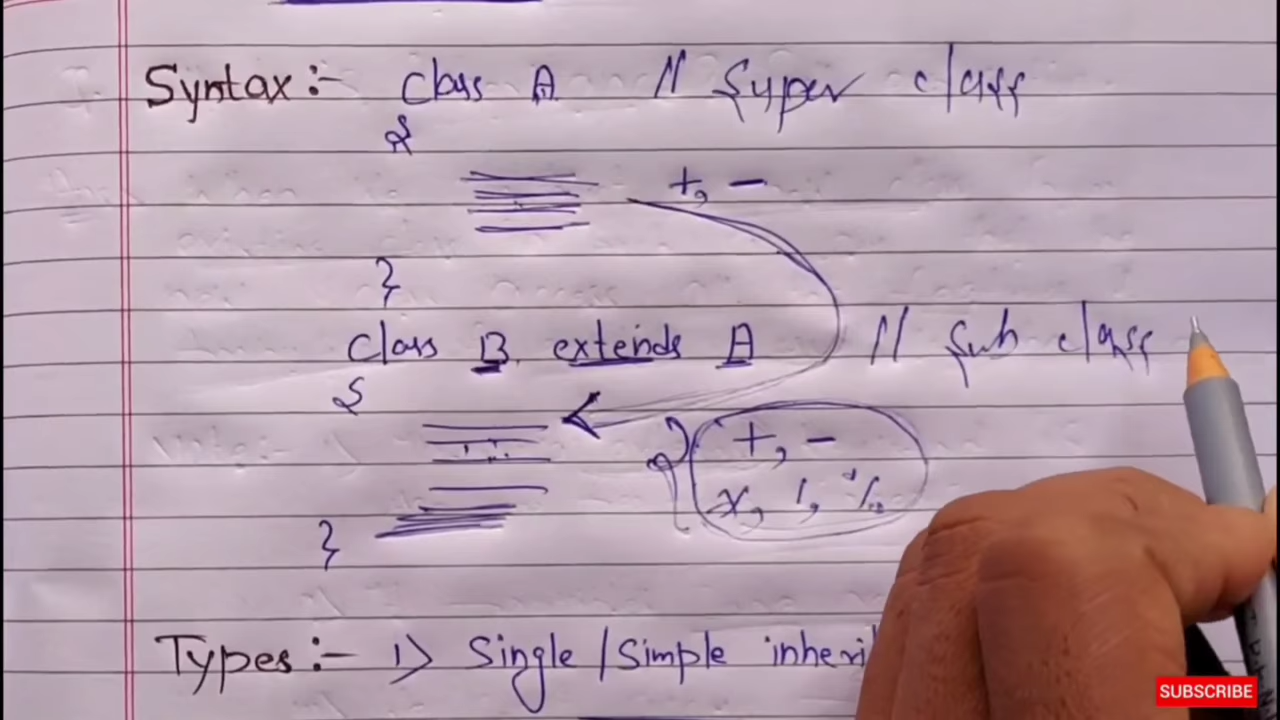 Syntax :- class A // Super class
{
+, -
}
class B extends A // Sub class
{
+, -
x, /, %
}
Types :- 1) Single / Simple inheri
SUBSCRIBE